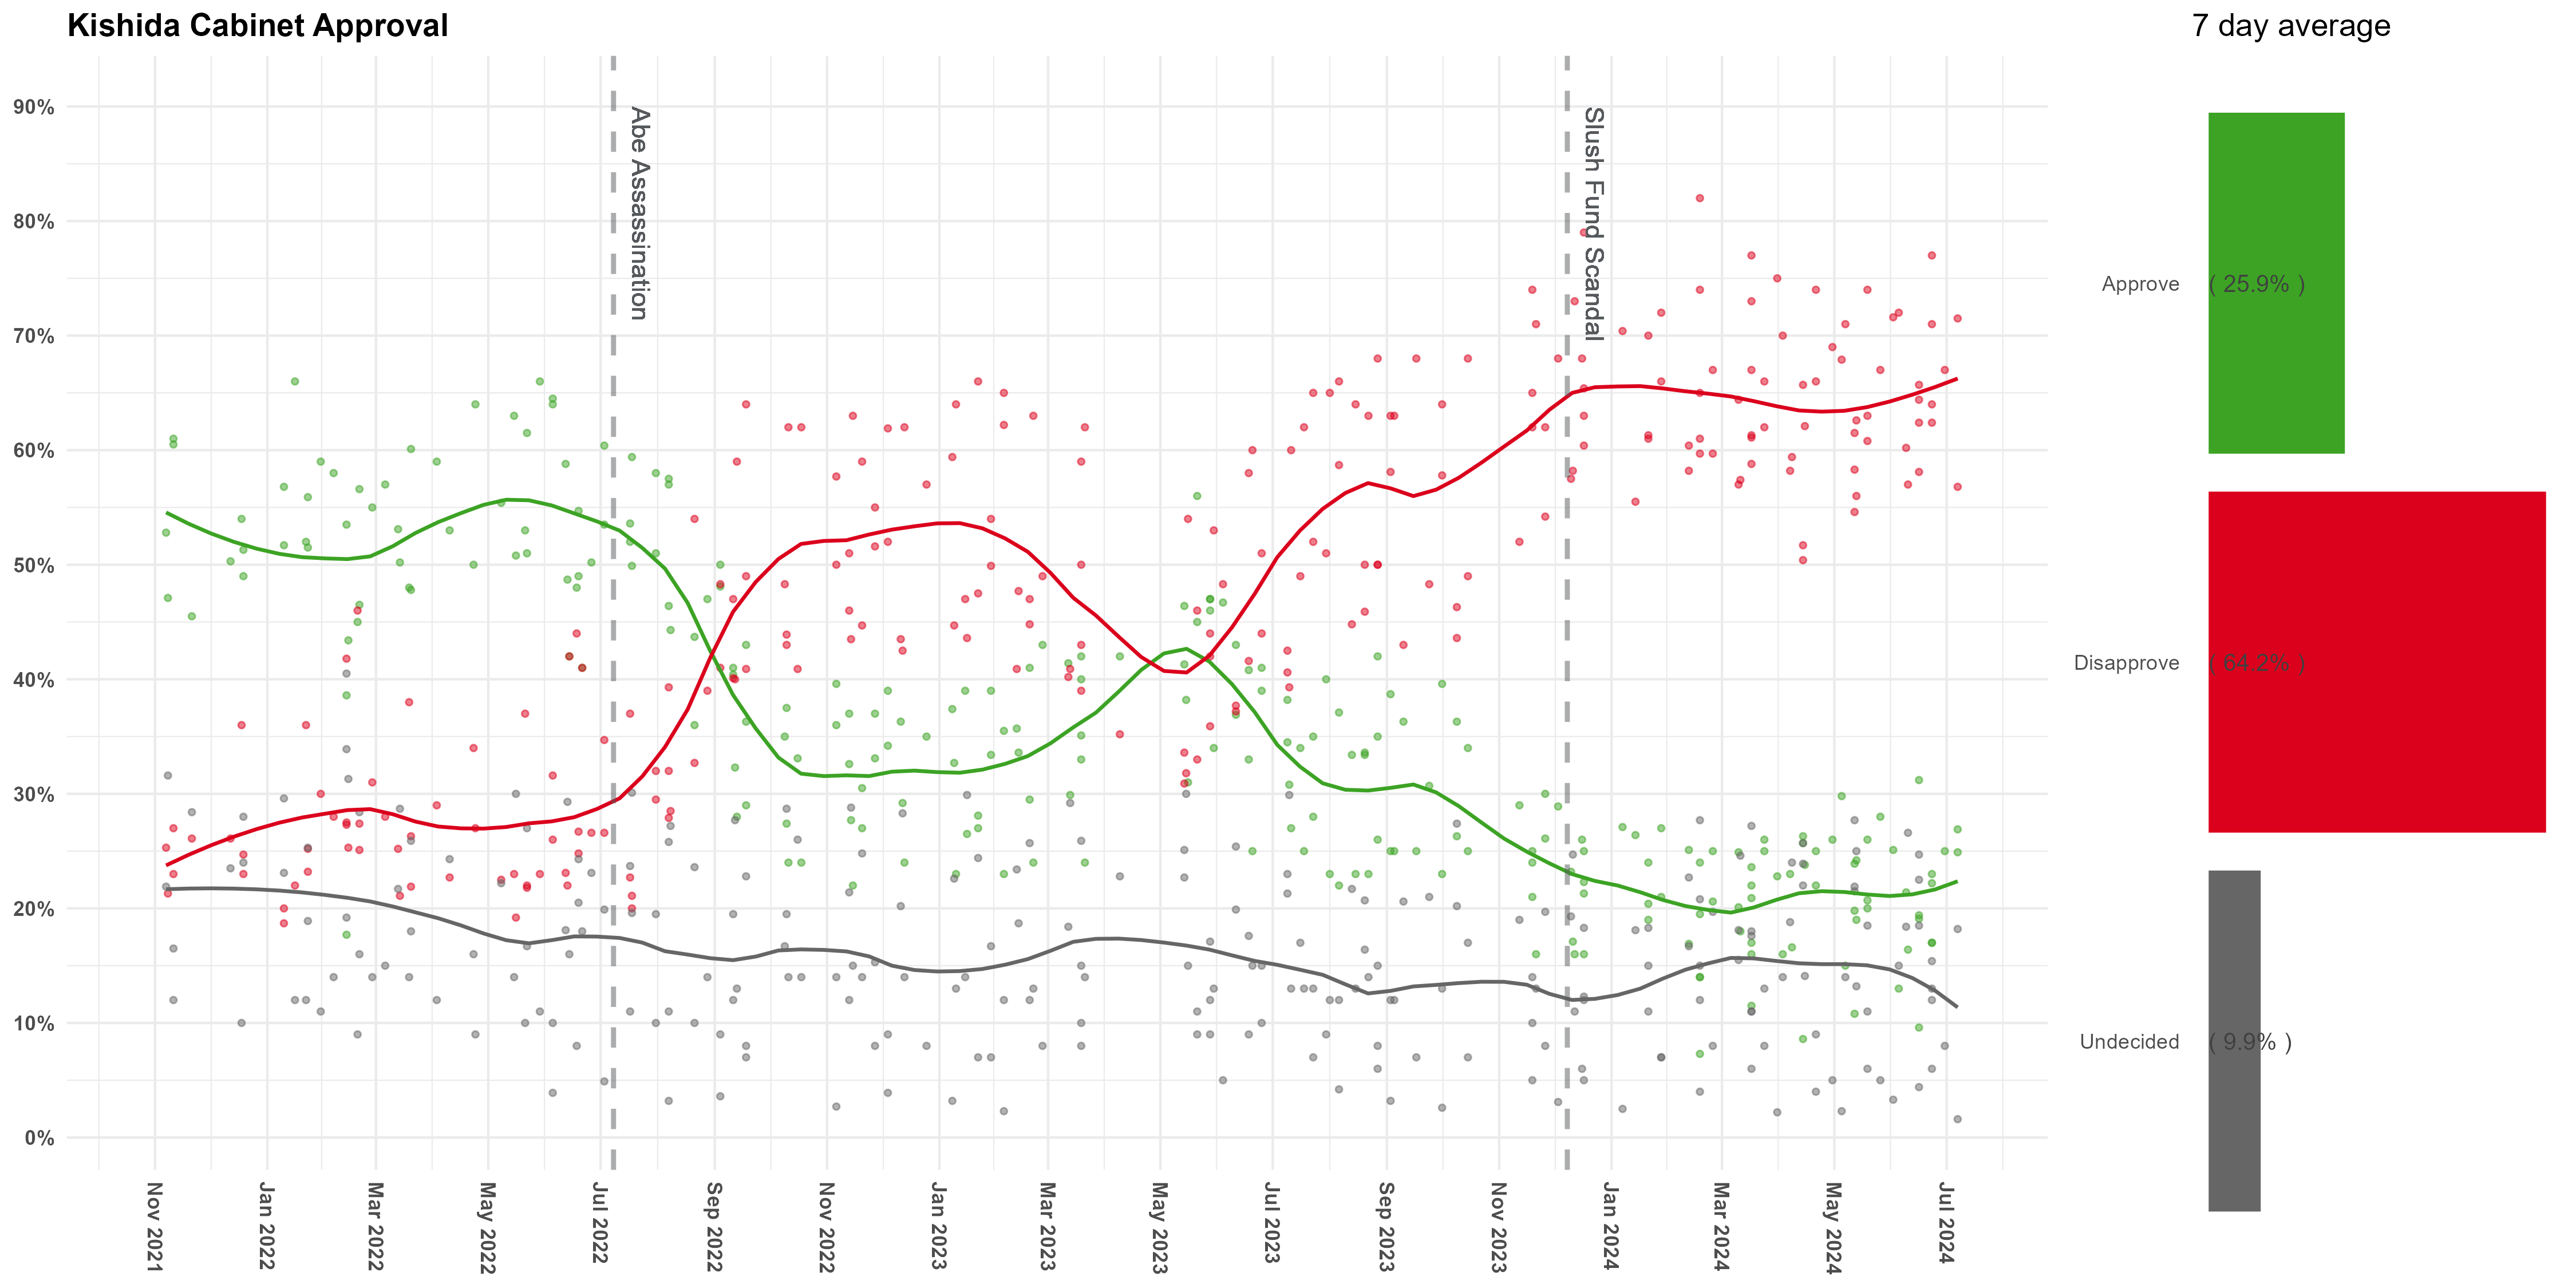 Kishida Cabinet Approval
7 day average
90%
80%
70%
60%
50%
40%
30%
20%
10%
0%
Abe Assassination
Slush Fund Scandal
Nov 2021
Jan 2022
Mar 2022
May 2022
Jul 2022
Sep 2022
Nov 2022
Jan 2023
Mar 2023
May 2023
Jul 2023
Sep 2023
Nov 2023
Jan 2024
Mar 2024
May 2024
Jul 2024
Approve
( 25.9% )
Disapprove
( 64.2% )
Undecided
( 9.9% )